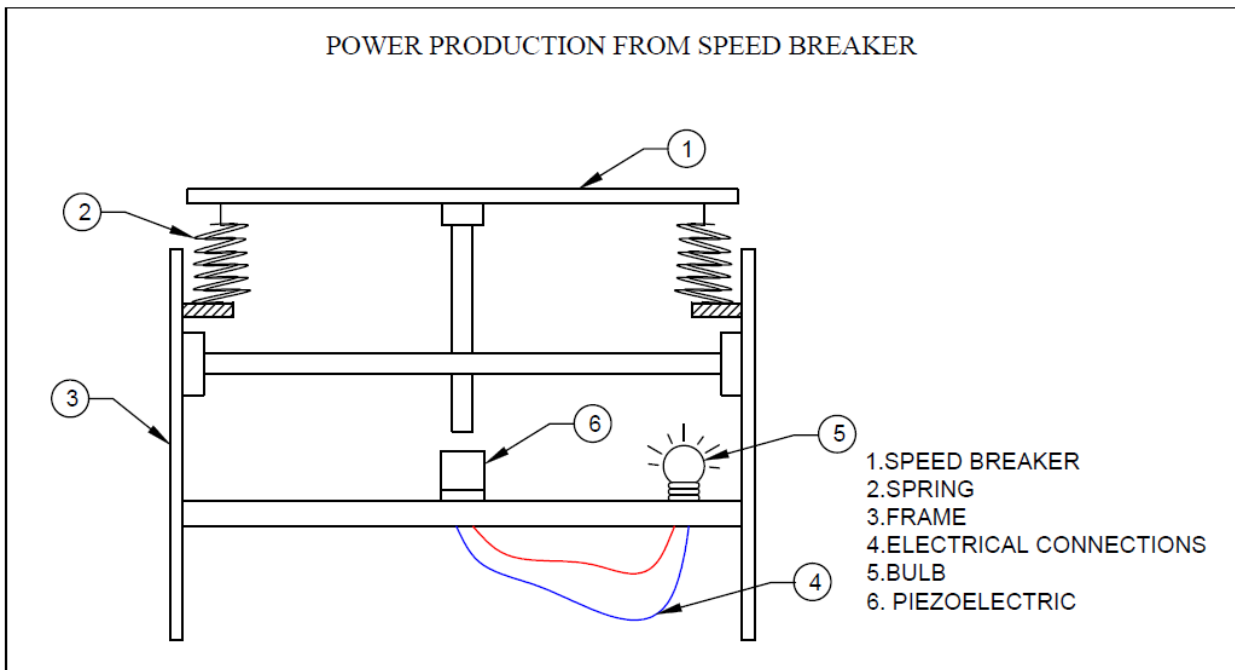 POWER PRODUCTION FROM SPEED BREAKER
1
2
3
6
5
4
1.SPEED BREAKER
2.SPRING
3.FRAME
4.ELECTRICAL CONNECTIONS
5.BULB
6. PIEZOELECTRIC